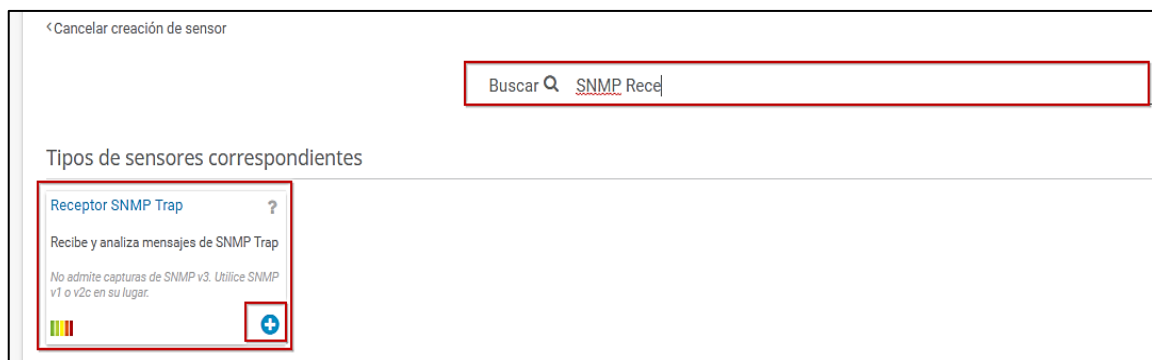 <Cancelar creación de sensor
Buscar SNMP Rece
Tipos de sensores correspondientes
Receptor SNMP Trap ?
Recibe y analiza mensajes de SNMP Trap
No admite capturas de SNMP v3. Utilice SNMP
v1 o v2c en su lugar.